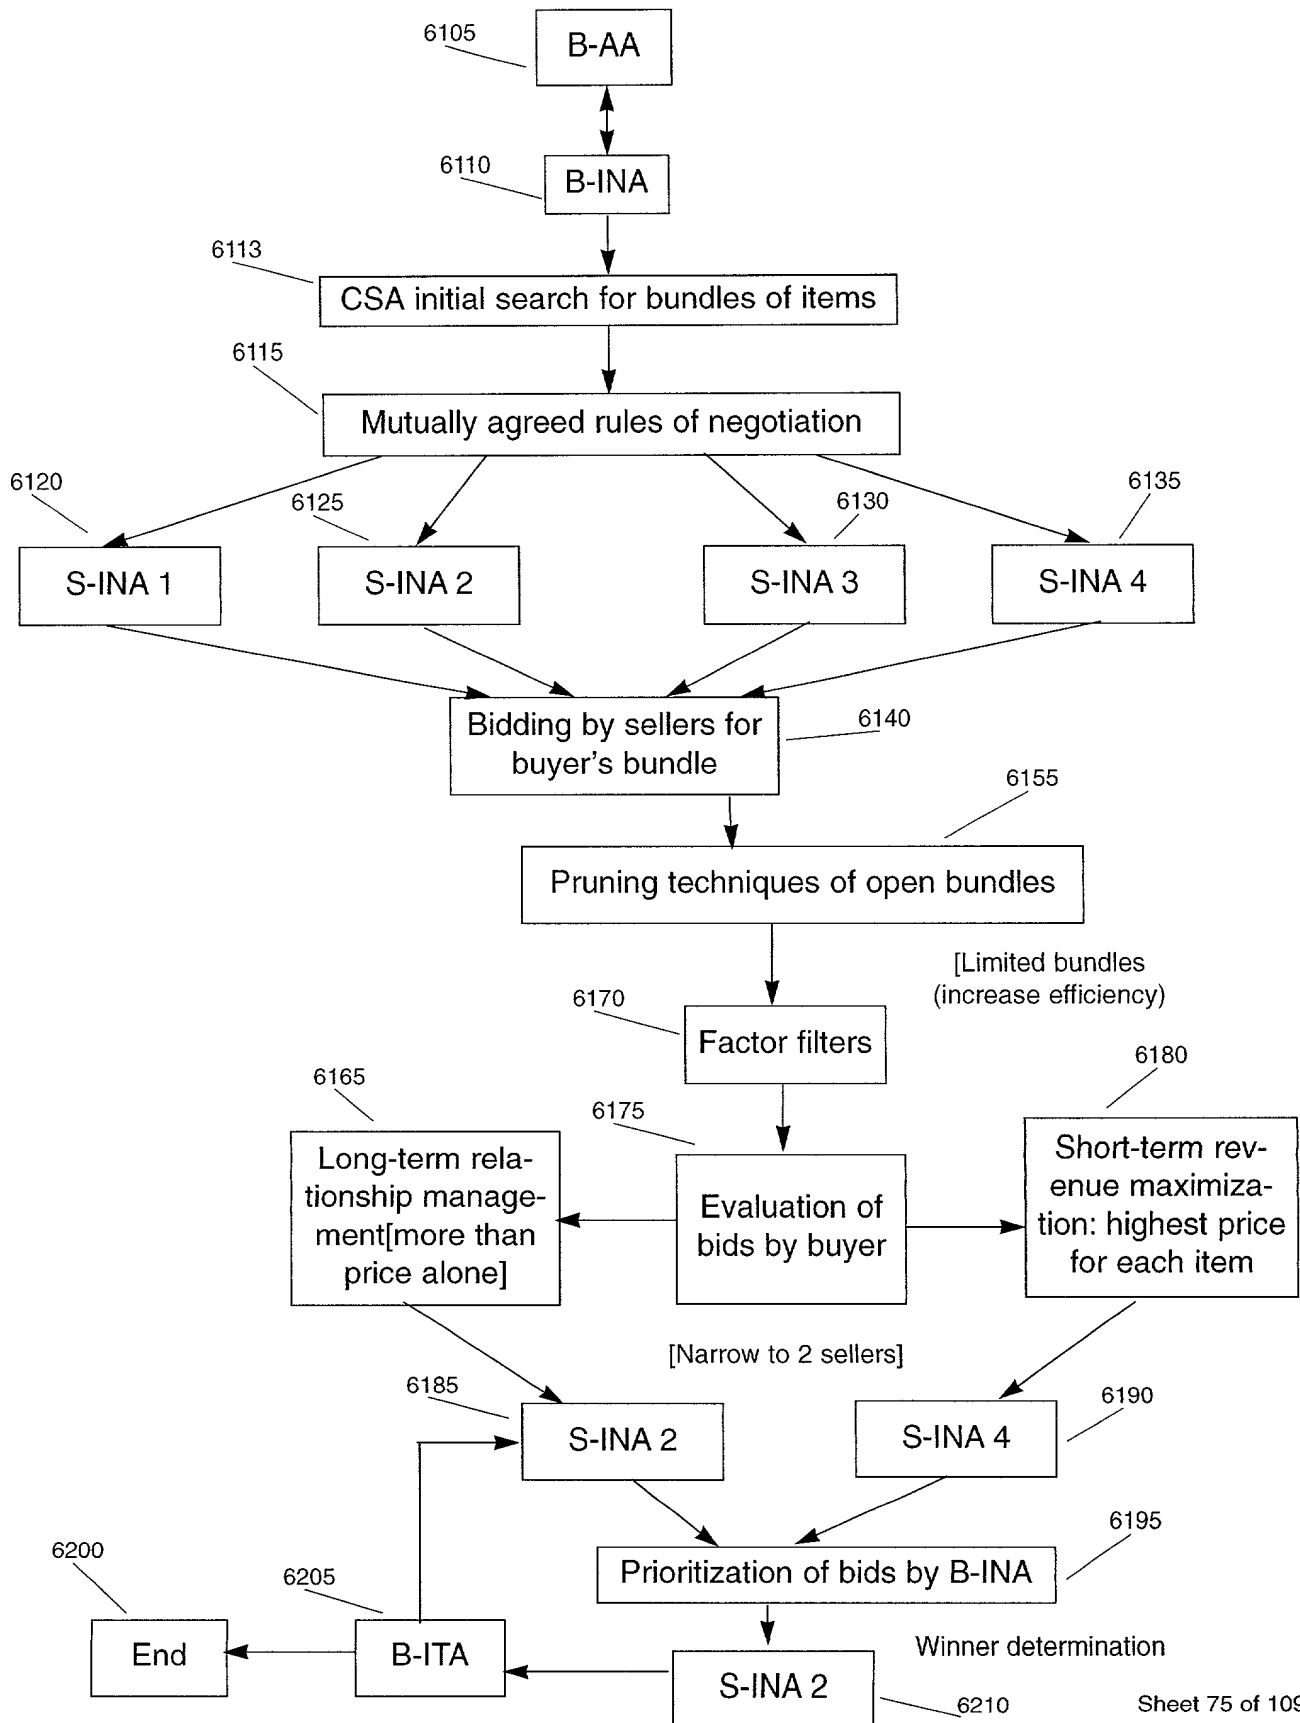 6105
B-AA
6110
B-INA
6113
CSA initial search for bundles of items
6115
Mutually agreed rules of negotiation
6120
6125
6130
6135
S-INA 1
S-INA 2
S-INA 3
S-INA 4
Bidding by sellers for
buyer's bundle
6140
6155
Pruning techniques of open bundles
[Limited bundles
(increase efficiency)
6170
Factor filters
6165
6175
6180
Long-term rela-
tionship manage-
ment[more than
price alone]
Evaluation of
bids by buyer
Short-term rev-
enue maximiza-
tion: highest price
for each item
[Narrow to 2 sellers]
6185
S-INA 2
S-INA 4
6190
6195
Prioritization of bids by B-INA
6200
6205
End
B-ITA
Winner determination
S-INA 2
6210
Sheet 75 of 109